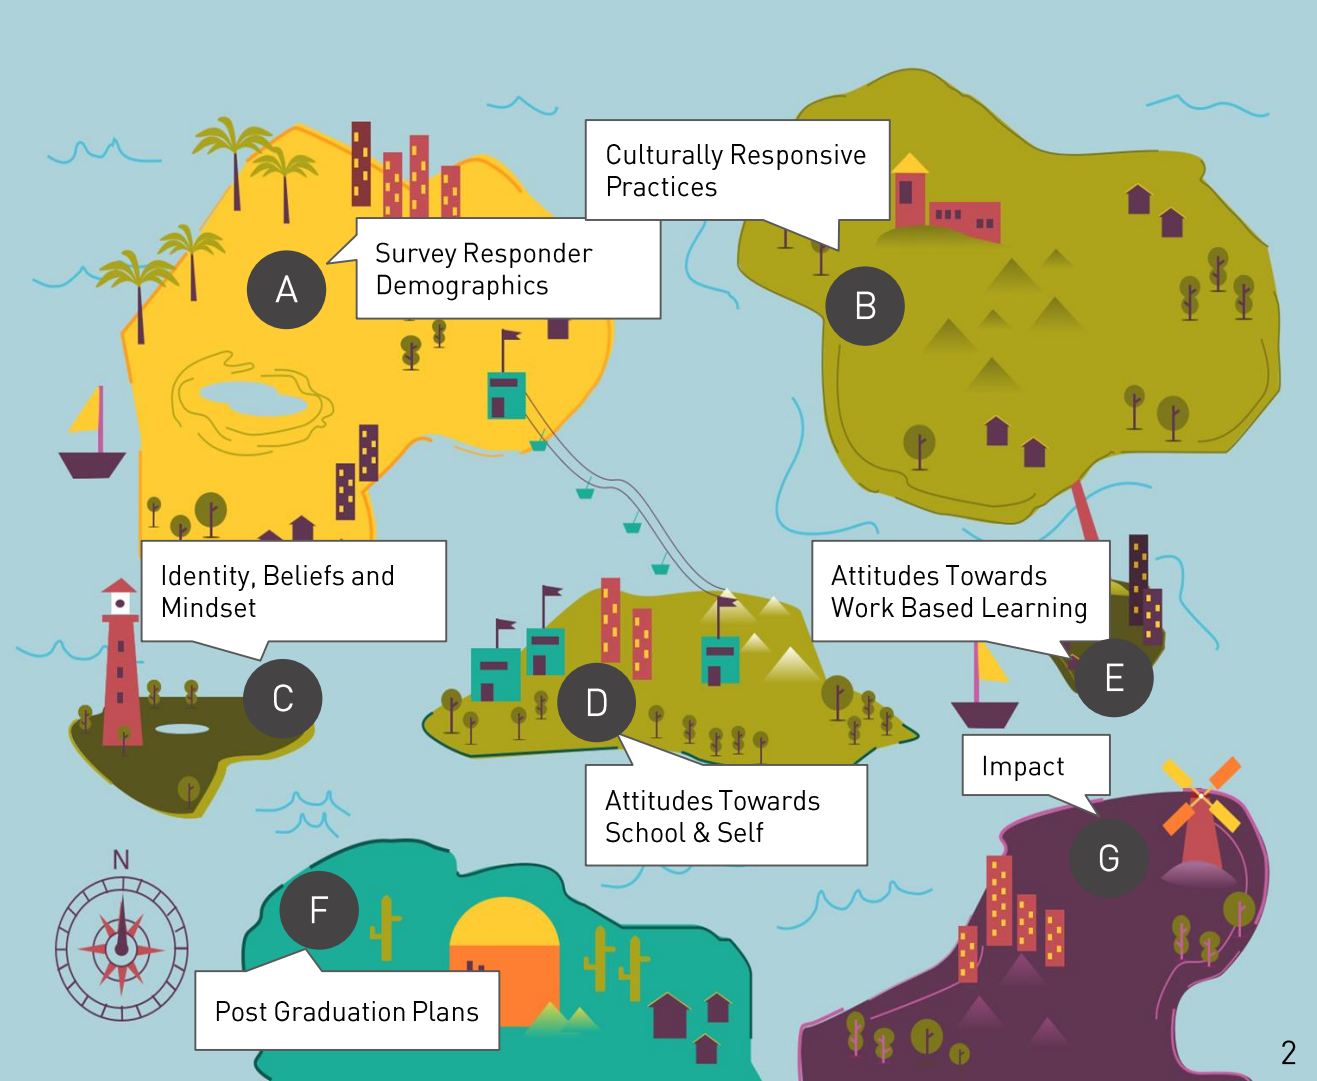 Culturally Responsive
Practices
Survey Responder
Demographics
A
B
Identity, Beliefs and
Mindset
C
D
Attitudes Towards
School & Self
Attitudes Towards
Work Based Learning
E
Impact
G
N
F
Post Graduation Plans
2